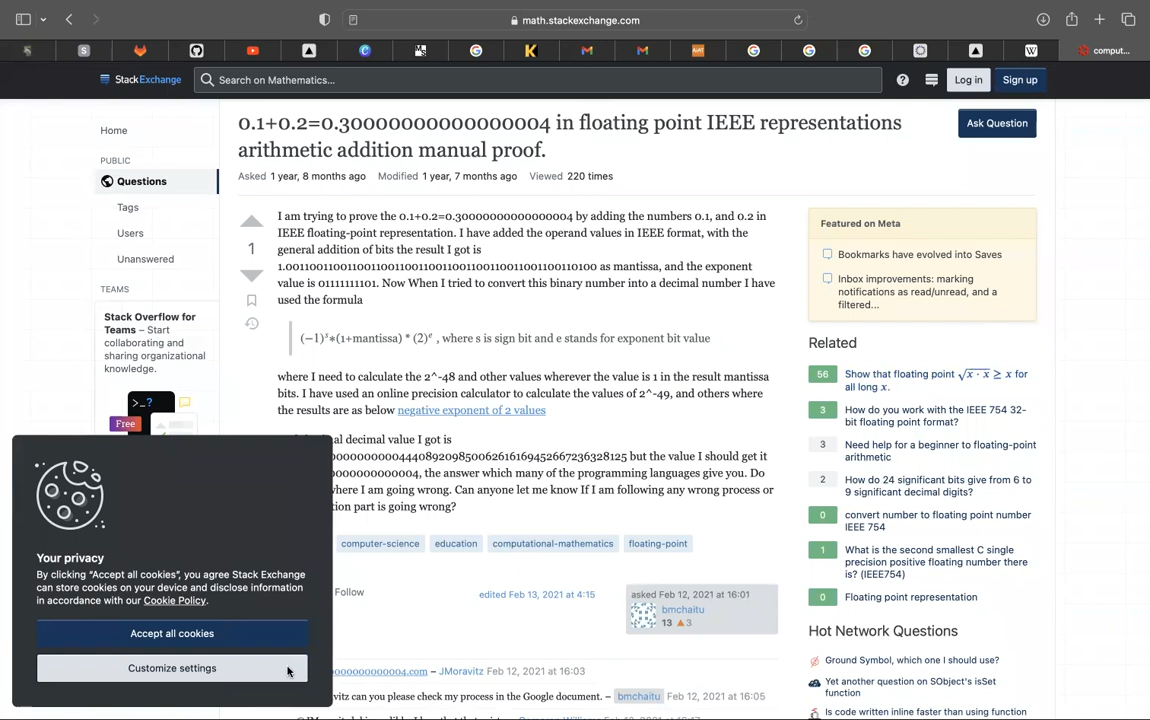 math.stackexchange.com
comput...
StackExchange
Search on Mathematics...
Log in
Sign up
Home
PUBLIC
Questions
Tags
Users
Unanswered
TEAMS
Stack Overflow for
Teams – Start
collaborating and
sharing organizational
knowledge.
>_?
Free
0.1+0.2=0.30000000000000004 in floating point IEEE representations
arithmetic addition manual proof.
Ask Question
Asked 1 year, 8 months ago Modified 1 year, 7 months ago Viewed 220 times
1
I am trying to prove the 0.1+0.2=0.30000000000000004 by adding the numbers 0.1, and 0.2 in
IEEE floating-point representation. I have added the operand values in IEEE format, with the
general addition of bits the result I got is
1.0011001100110011001100110011001100110011001100110100 as mantissa, and the exponent
value is 01111111101. Now When I tried to convert this binary number into a decimal number I have
used the formula
(−1)ˢ*(1+mantissa) * (2)ᵉ , where s is sign bit and e stands for exponent bit value
where I need to calculate the 2^-48 and other values wherever the value is 1 in the result mantissa
bits. I have used an online precision calculator to calculate the values of 2^-49, and others where
the results are as below negative exponent of 2 values
al decimal value I got is
but the value I should get it
the answer which many of the programming languages give you. Do
where I am going wrong. Can anyone let me know If I am following any wrong process or
tion part is going wrong?
computer-science education computational-mathematics floating-point
Follow
edited Feb 13, 2021 at 4:15
asked Feb 12, 2021 at 16:01
bmchaitu
13 ▲3
00000000000004.com – JMoravitz Feb 12, 2021 at 16:03
vitz can you please check my process in the Google document. – bmchaitu Feb 12, 2021 at 16:05
Featured on Meta
Bookmarks have evolved into Saves
Inbox improvements: marking
notifications as read/unread, and a
filtered...
Related
56 Show that floating point √x · x ≥ x for
all long x.
3 How do you work with the IEEE 754 32-
bit floating point format?
3 Need help for a beginner to floating-point
arithmetic
2 How do 24 significant bits give from 6 to
9 significant decimal digits?
0 convert number to floating point number
IEEE 754
1 What is the second smallest C single
precision positive floating number there
is? (IEEE754)
0 Floating point representation
Hot Network Questions
Ground Symbol, which one I should use?
Yet another question on SObject's isSet
function
Is code written inline faster than using function
Your privacy
By clicking “Accept all cookies”, you agree Stack Exchange
can store cookies on your device and disclose information
in accordance with our Cookie Policy.
Accept all cookies
Customize settings